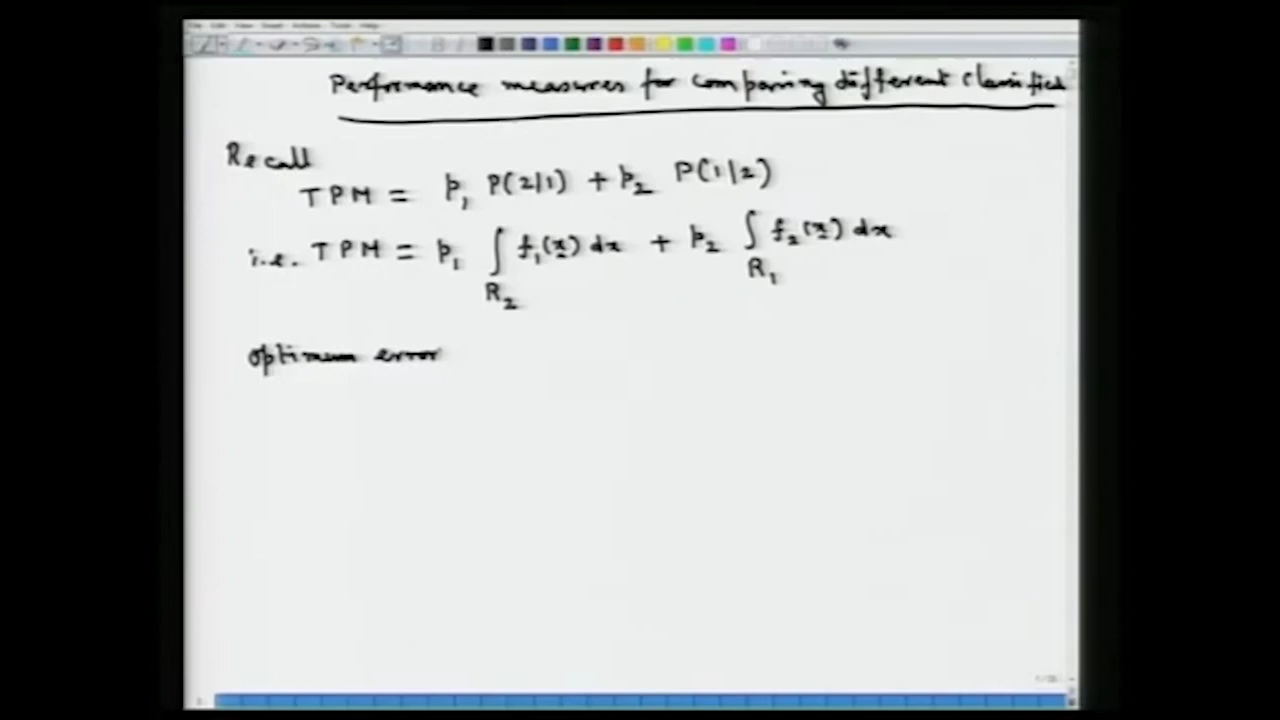 Performance measures for comparing different classifiers
Recall
TPM = p₁ P(2|1) + p₂ P(1|2)
i.e. TPM = p₁ ∫_{R₂} f₁(x̲) dx + p₂ ∫_{R₁} f₂(x̲) dx
optimum error